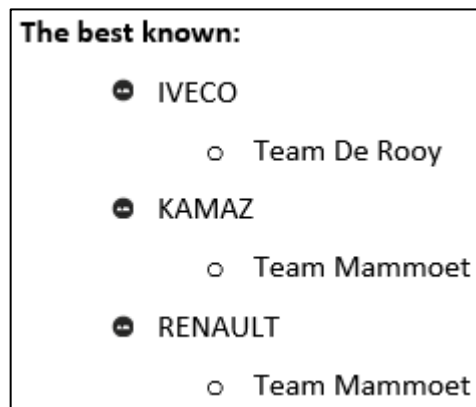 The best known:
IVECO
Team De Rooy
KAMAZ
Team Mammoet
RENAULT
Team Mammoet